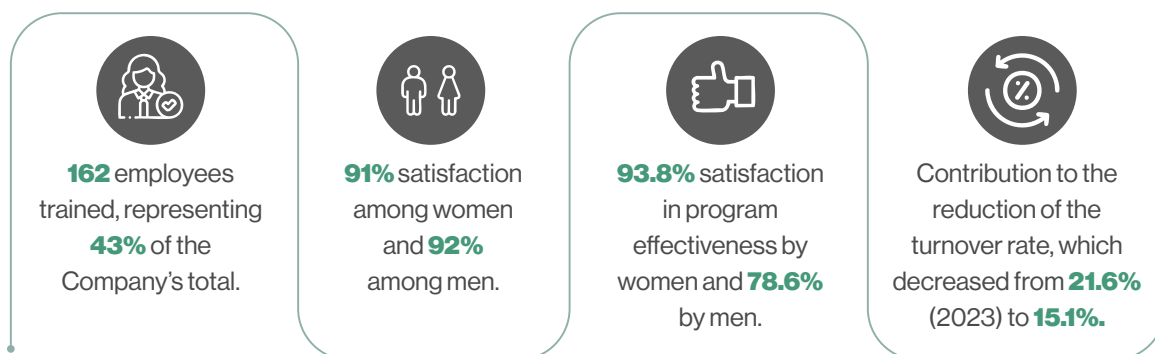 162 employees
trained, representing
43% of the
Company's total.
91% satisfaction
among women
and 92%
among men.
93.8% satisfaction
in program
effectiveness by
women and 78.6%
by men.
%
Contribution to the
reduction of the
turnover rate, which
decreased from 21.6%
(2023) to 15.1%.